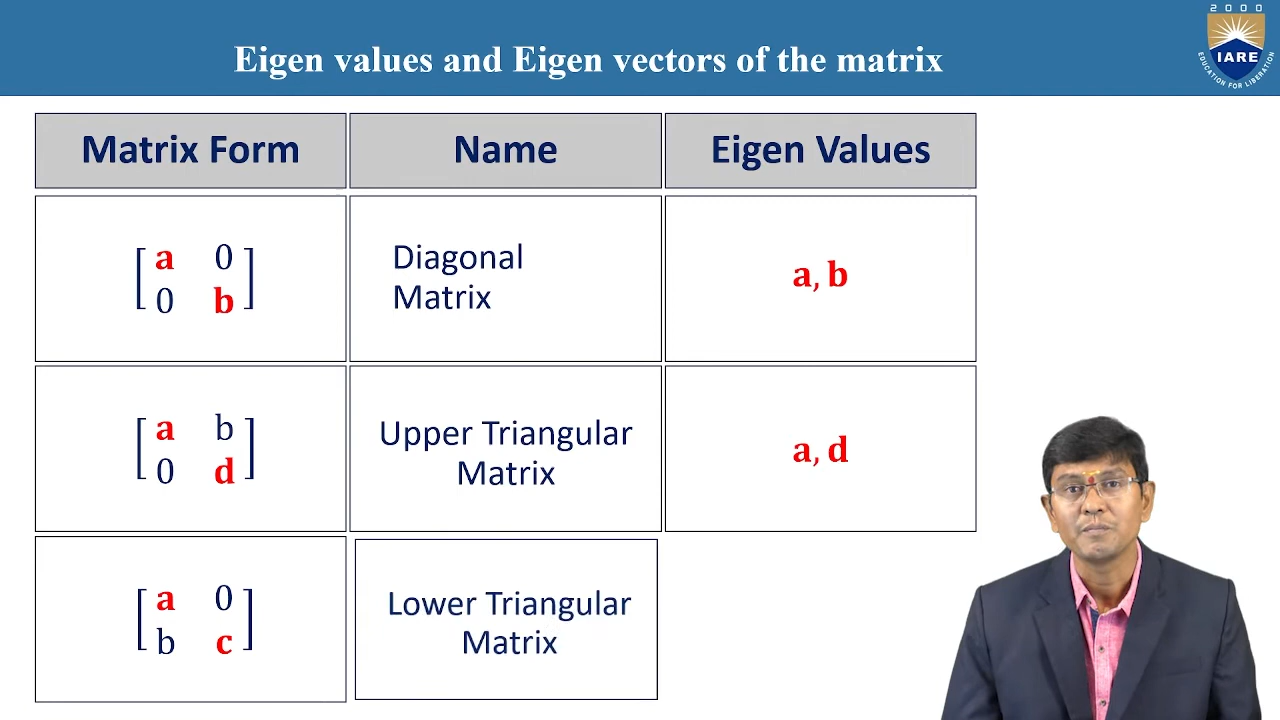 2000
IARE
EDUCATION FOR LIBERATION
Eigen values and Eigen vectors of the matrix
Matrix Form Name Eigen Values
[a 0
0 b]
Diagonal
Matrix
a, b
[a b
0 d]
Upper Triangular
Matrix
a, d
[a 0
b c]
Lower Triangular
Matrix